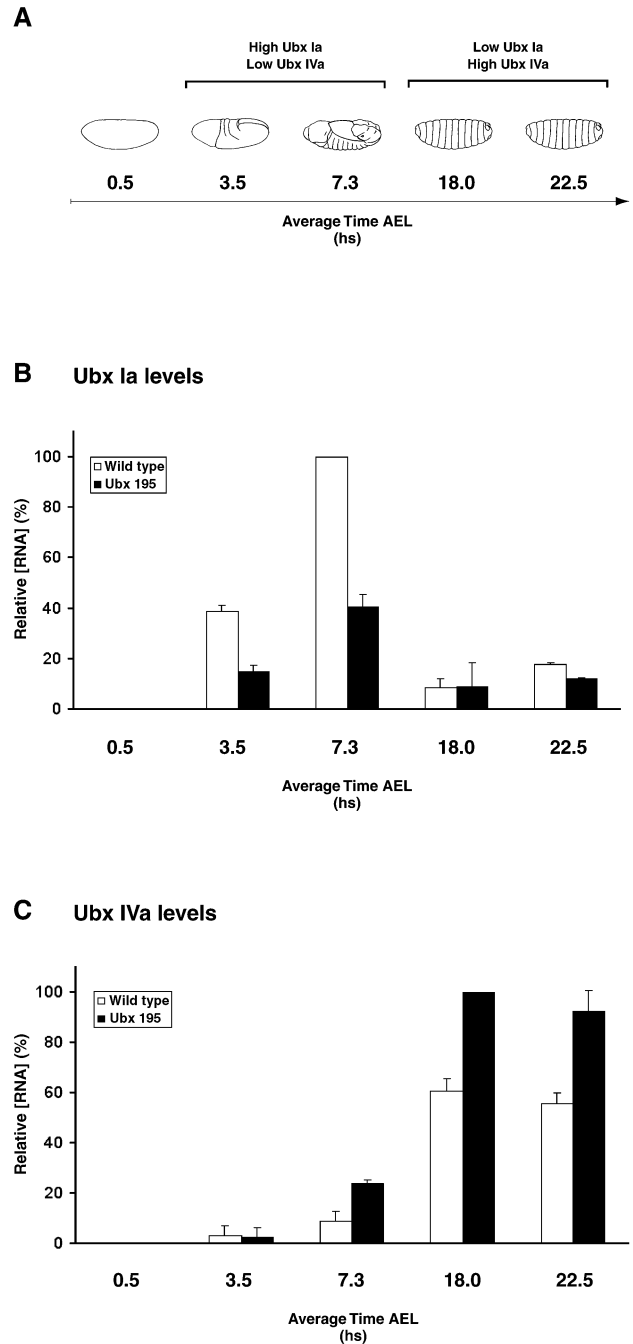 A
High Ubx Ia
Low Ubx IVa
Low Ubx Ia
High Ubx IVa
0.5 3.5 7.3 18.0 22.5
Average Time AEL
(hs)
B Ubx Ia levels
Wild type
Ubx 195
Relative [RNA] (%)
100
80
60
40
20
0
0.5 3.5 7.3 18.0 22.5
Average Time AEL
(hs)
C Ubx IVa levels
Wild type
Ubx 195
Relative [RNA] (%)
100
80
60
40
20
0
0.5 3.5 7.3 18.0 22.5
Average Time AEL
(hs)